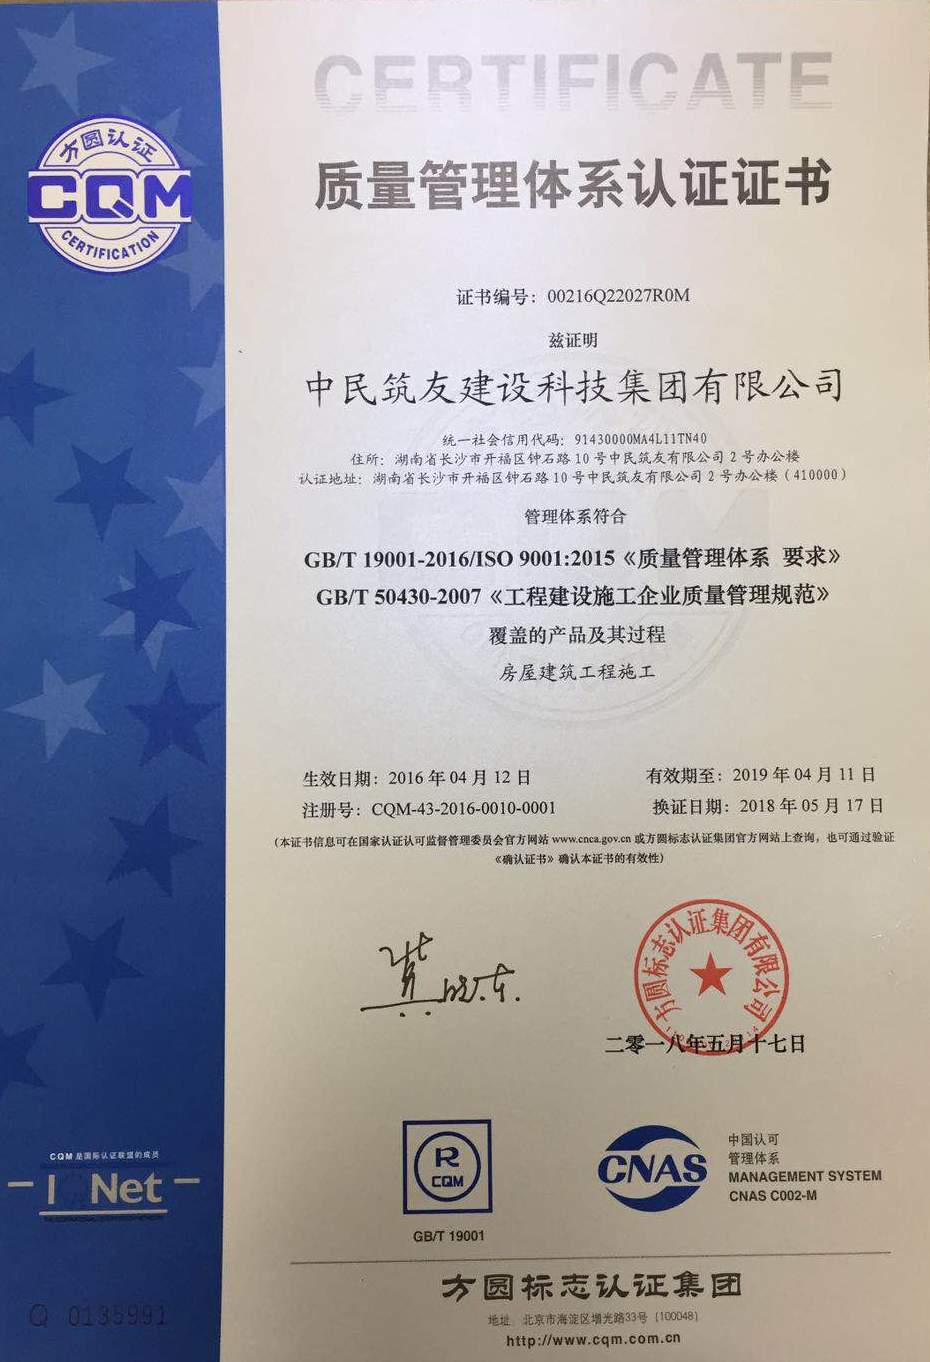 CERTIFICATE
方圆认证
CQM
CERTIFICATION
质量管理体系认证证书
证书编号：00216Q22027R0M
兹证明
中民筑友建设科技集团有限公司
统一社会信用代码：91430000MA4L11TN40
住所：湖南省长沙市开福区钟石路10号中民筑友有限公司2号办公楼
认证地址：湖南省长沙市开福区钟石路10号中民筑友有限公司2号办公楼(410000)
管理体系符合
GB/T 19001-2016/ISO 9001:2015《质量管理体系 要求》
GB/T 50430-2007《工程建设施工企业质量管理规范》
覆盖的产品及其过程
房屋建筑工程施工
生效日期：2016年04月12日 有效期至：2019年04月11日
注册号：CQM-43-2016-0010-0001 换证日期：2018年05月17日
(本证书信息可在国家认证认可监督管理委员会官方网站 www.cnca.gov.cn 或方圆标志认证集团官方网站上查询，也可通过验证
《确认证书》确认本证书的有效性)
方圆标志认证集团有限公司
二零一八年五月十七日
CQM 是国际认证联盟的成员
IQNet
R
CQM
GB/T 19001
CNAS
中国认可
管理体系
MANAGEMENT SYSTEM
CNAS C002-M
方圆标志认证集团
地址：北京市海淀区增光路33号 (100048)
http://www.cqm.com.cn
Q 0135991